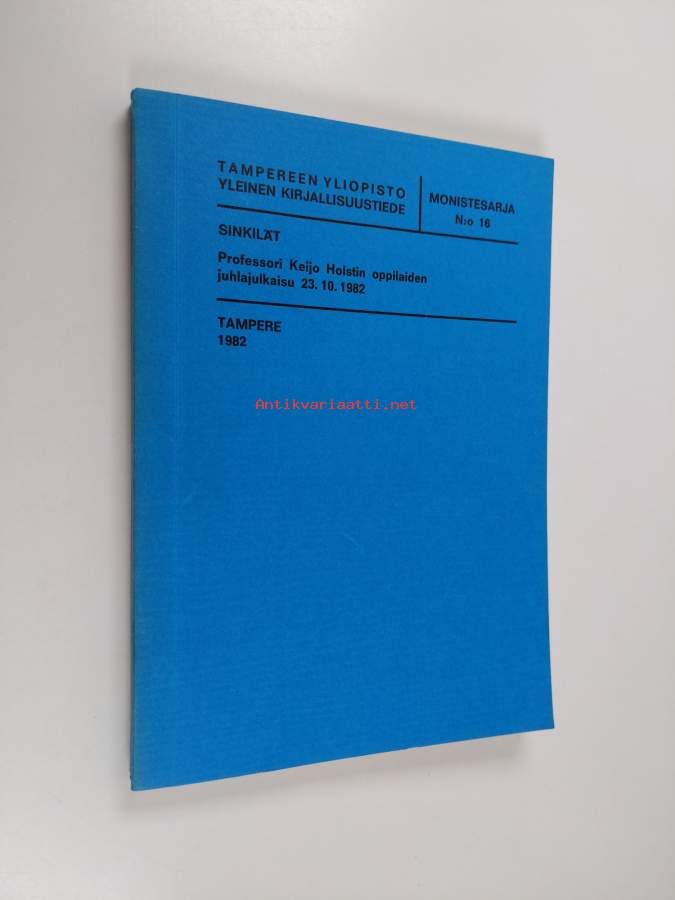 TAMPEREEN YLIOPISTO
YLEINEN KIRJALLISUUSTIEDE
MONISTESARJA
N:o 16
SINKILÄT
Professori Keijo Holstin oppilaiden
juhlajulkaisu 23.10.1982
TAMPERE
1982
Antikvariaatti.net